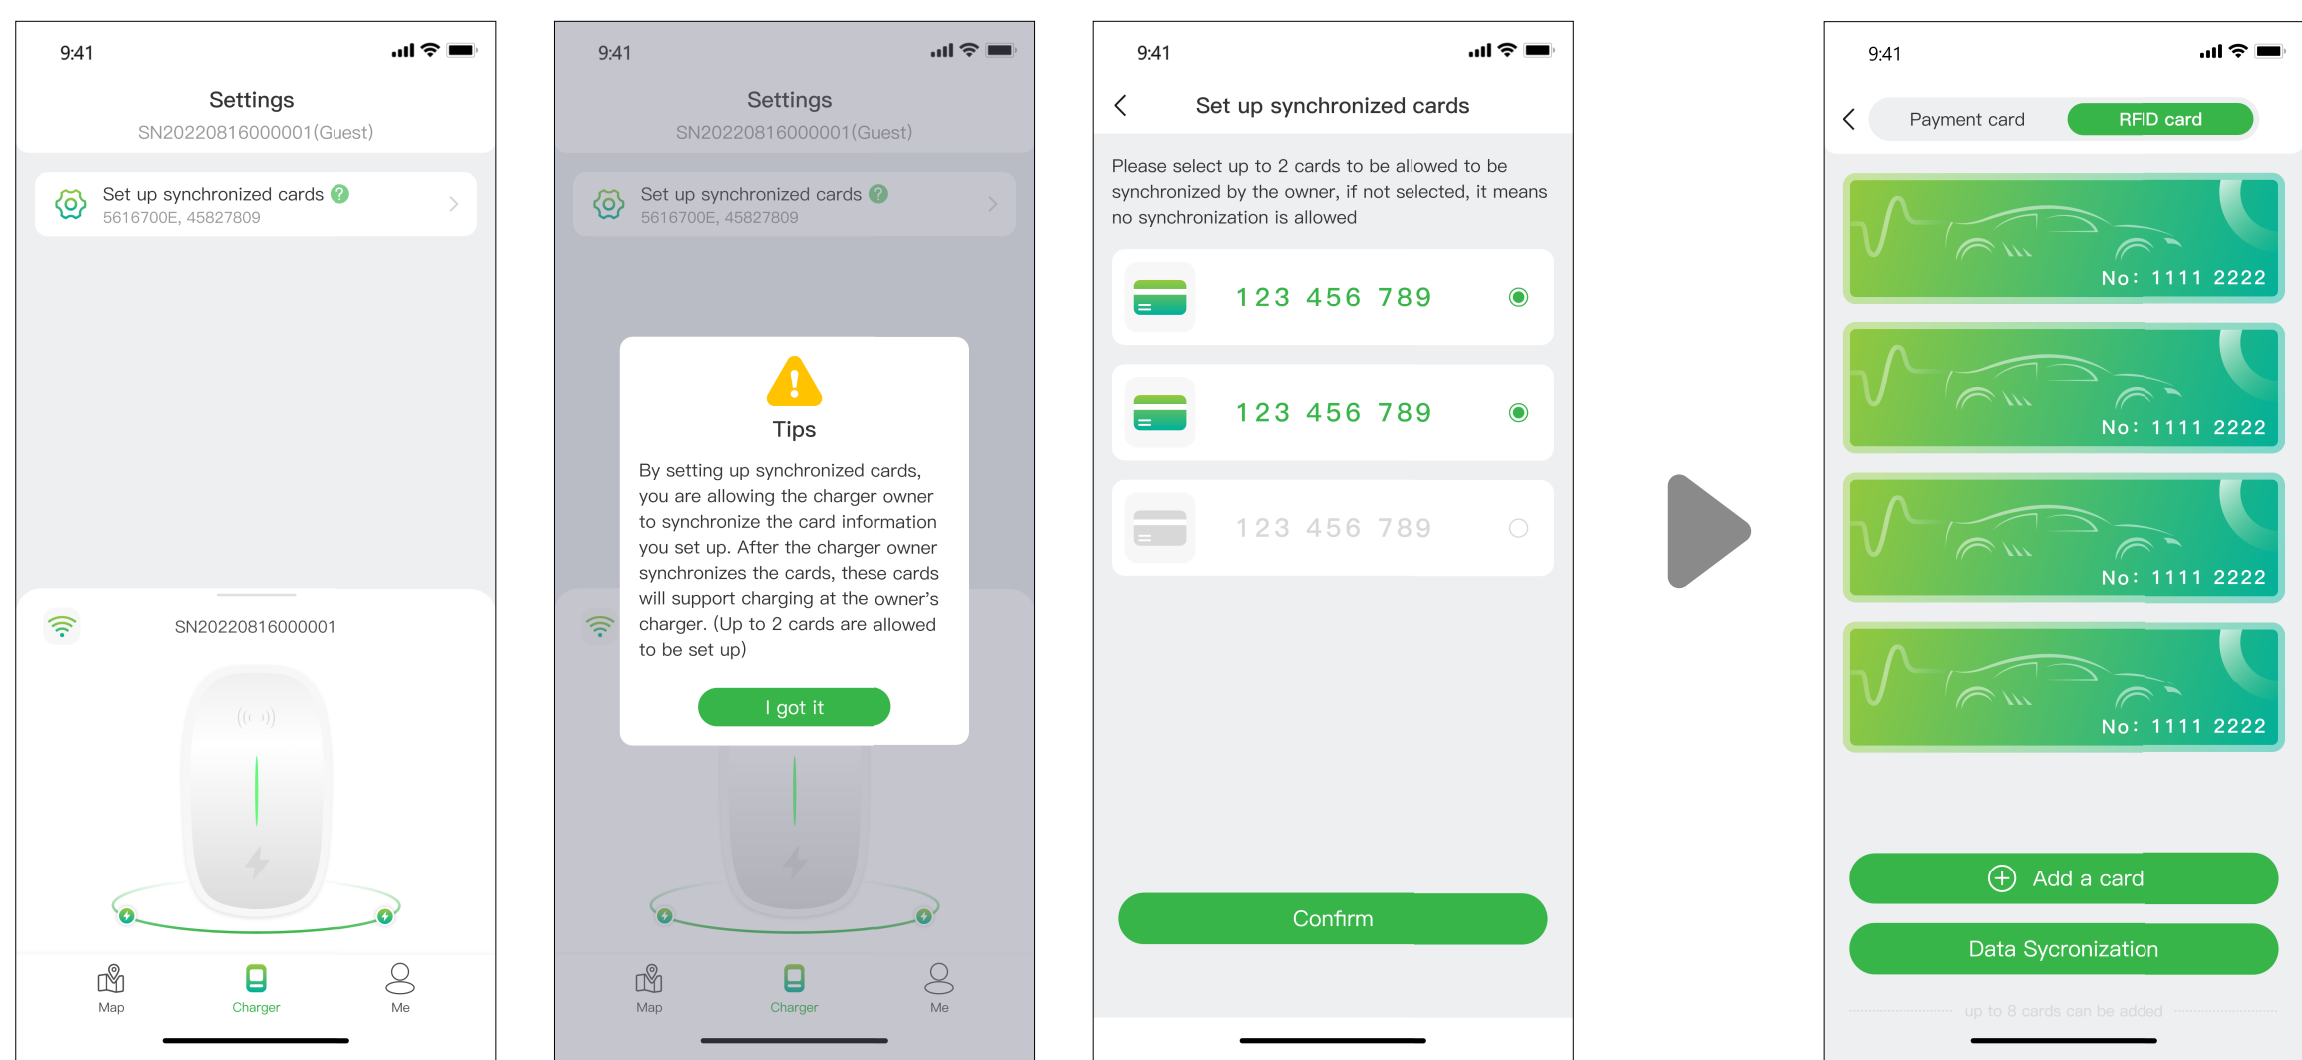 9:41
Settings
SN20220816000001(Guest)
Set up synchronized cards ?
5616700E, 45827809
SN20220816000001
Map
Charger
Me
9:41
Settings
SN20220816000001(Guest)
Set up synchronized cards ?
5616700E, 45827809
!
Tips
By setting up synchronized cards,
you are allowing the charger owner
to synchronize the card information
you set up. After the charger owner
synchronizes the cards, these cards
will support charging at the owner's
charger. (Up to 2 cards are allowed
to be set up)
I got it
Map
Charger
Me
9:41
Set up synchronized cards
Please select up to 2 cards to be allowed to be
synchronized by the owner, if not selected, it means
no synchronization is allowed
123 456 789
123 456 789
123 456 789
Confirm
9:41
Payment card
RFID card
No: 1111 2222
No: 1111 2222
No: 1111 2222
No: 1111 2222
Add a card
Data Sycronization
up to 8 cards can be added